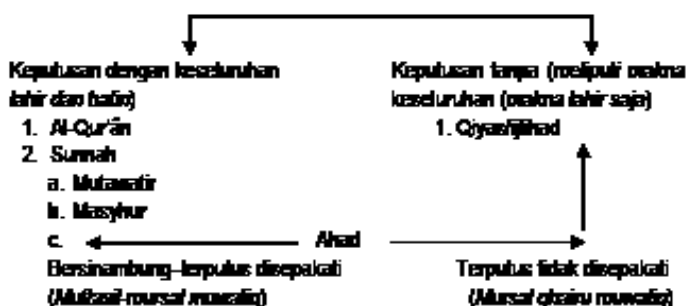 Keputusan dengan keseluruhan
lahir dan batin)
1. Al-Qur'ân
2. Sunnah
a. Mutawatir
b. Masyhur
c.
Bersinambung–terputus disepakati
(Muttasil-mursal muwafiq)
Keputusan tanpa (meliputi makna
keseluruhan (makna lahir saja)
1. Qiyas/ijtihad
Ahad
Terputus tidak disepakati
(Mursal ghairu muwafiq)